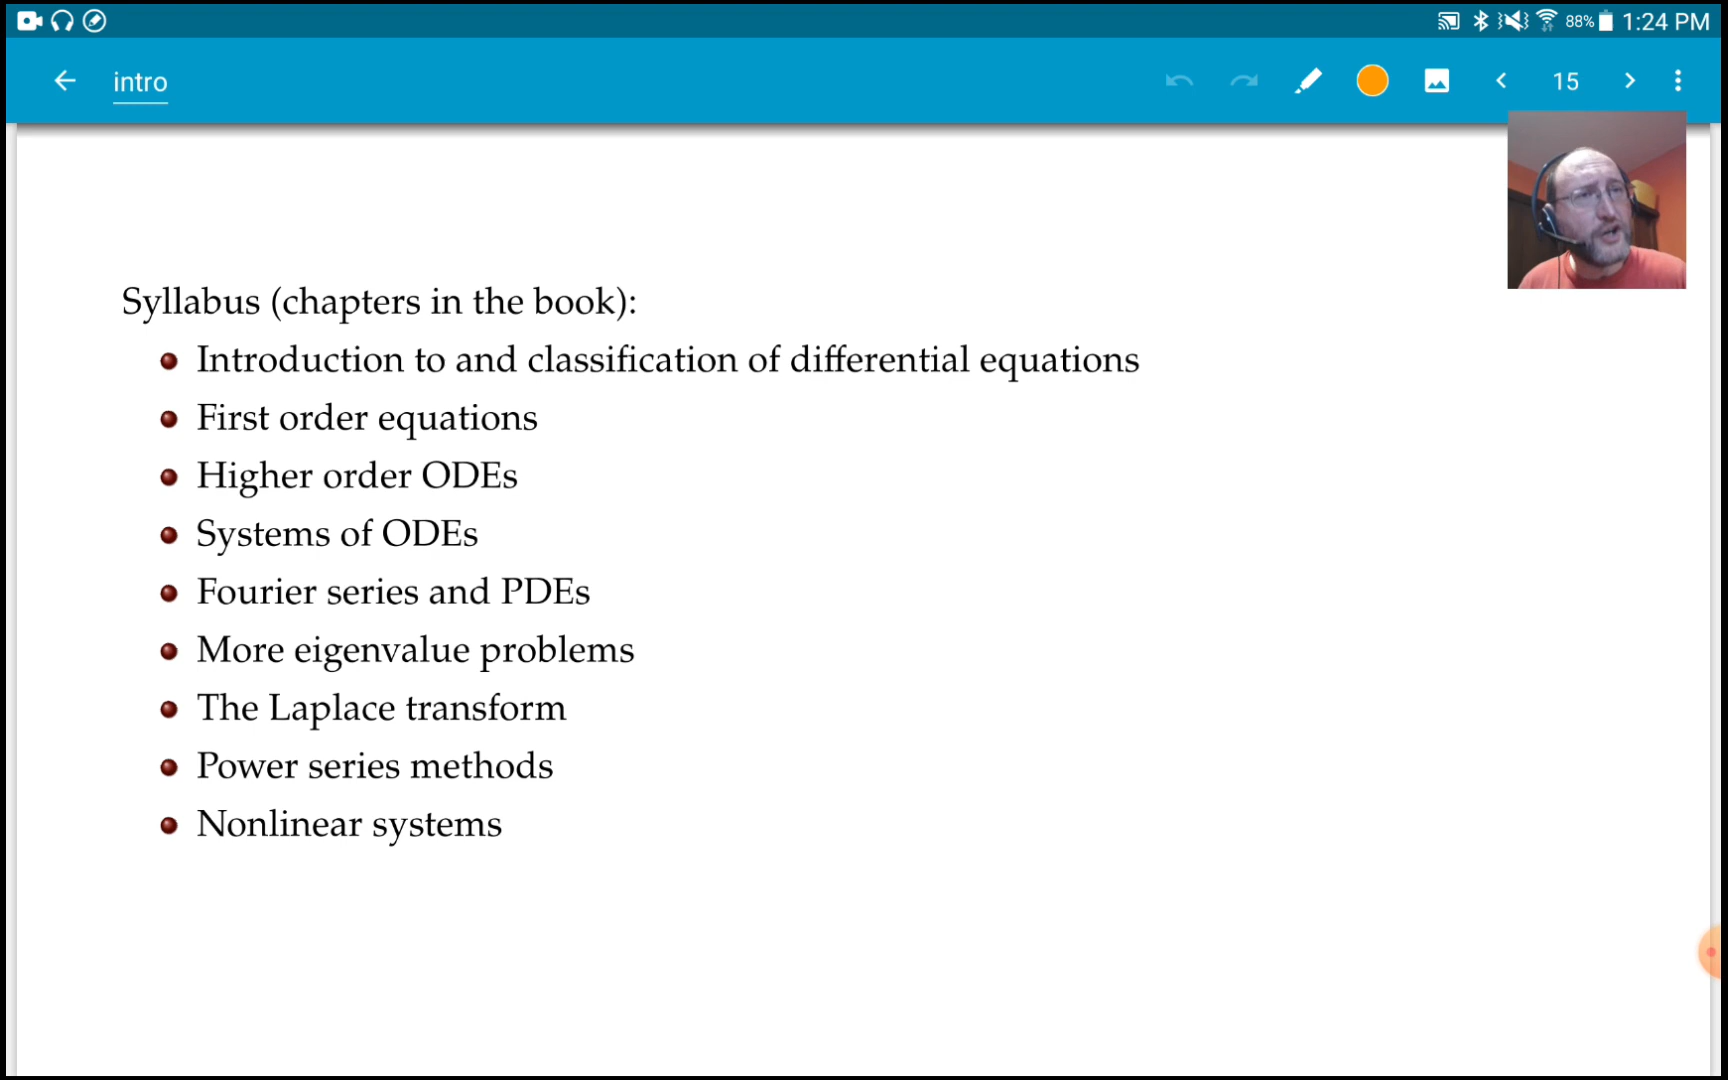 88% 1:24 PM
intro 15
Syllabus (chapters in the book):
Introduction to and classification of differential equations
First order equations
Higher order ODEs
Systems of ODEs
Fourier series and PDEs
More eigenvalue problems
The Laplace transform
Power series methods
Nonlinear systems